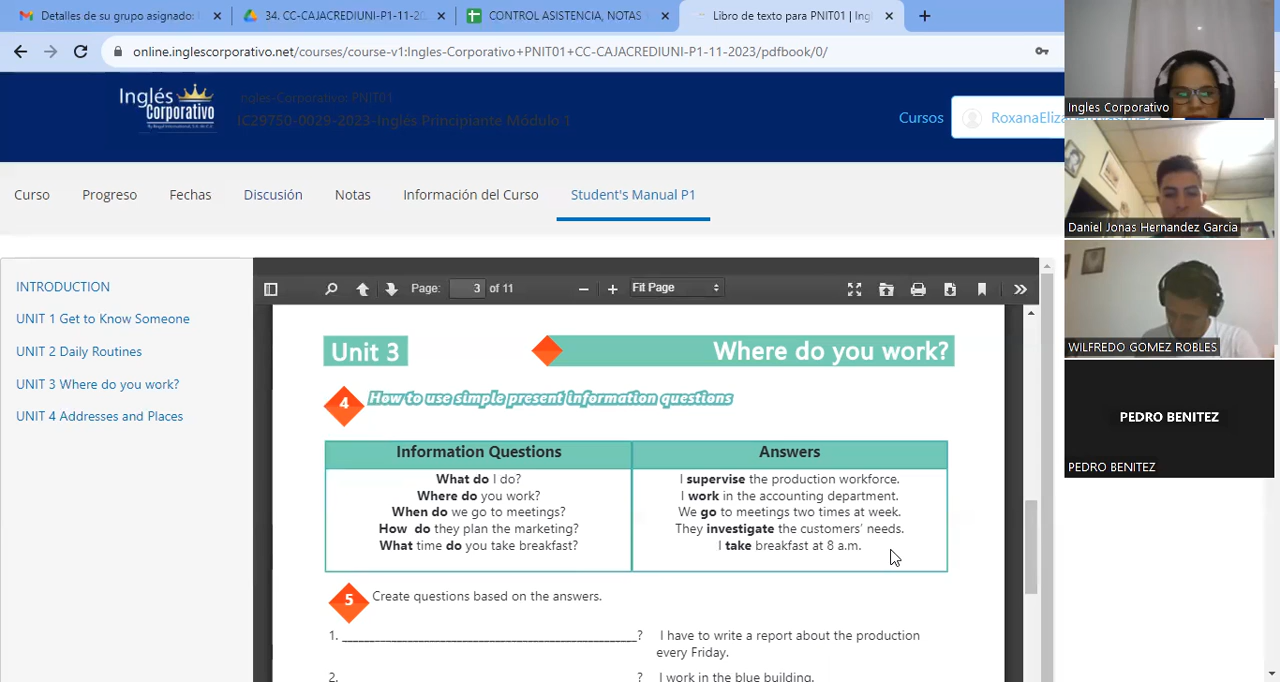 Detalles de su grupo asignado: I
34. CC-CAJACREDIUNI-P1-11-20
CONTROL ASISTENCIA, NOTAS
Libro de texto para PNIT01 | Ingl
online.inglescorporativo.net/courses/course-v1:Ingles-Corporativo+PNIT01+CC-CAJACREDIUNI-P1-11-2023/pdfbook/0/
Inglés
Corporativo
Ingles-Corporativo: PNIT01
IC29750-0029-2023-Inglés Principiante Módulo 1
Cursos
Ingles Corporativo
Curso
Progreso
Fechas
Discusión
Notas
Información del Curso
Student's Manual P1
Daniel Jonas Hernandez Garcia
INTRODUCTION
UNIT 1 Get to Know Someone
UNIT 2 Daily Routines
UNIT 3 Where do you work?
UNIT 4 Addresses and Places
Page: 3 of 11
Fit Page
WILFREDO GOMEZ ROBLES
PEDRO BENITEZ
PEDRO BENITEZ
Unit 3
Where do you work?
4 How to use simple present information questions
Information Questions
Answers
What do I do?
I supervise the production workforce.
Where do you work?
I work in the accounting department.
When do we go to meetings?
We go to meetings two times at week.
How do they plan the marketing?
They investigate the customers' needs.
What time do you take breakfast?
I take breakfast at 8 a.m.
5 Create questions based on the answers.
1. ________________________________________? I have to write a report about the production
every Friday.
2. ________________________________________? I work in the blue building.